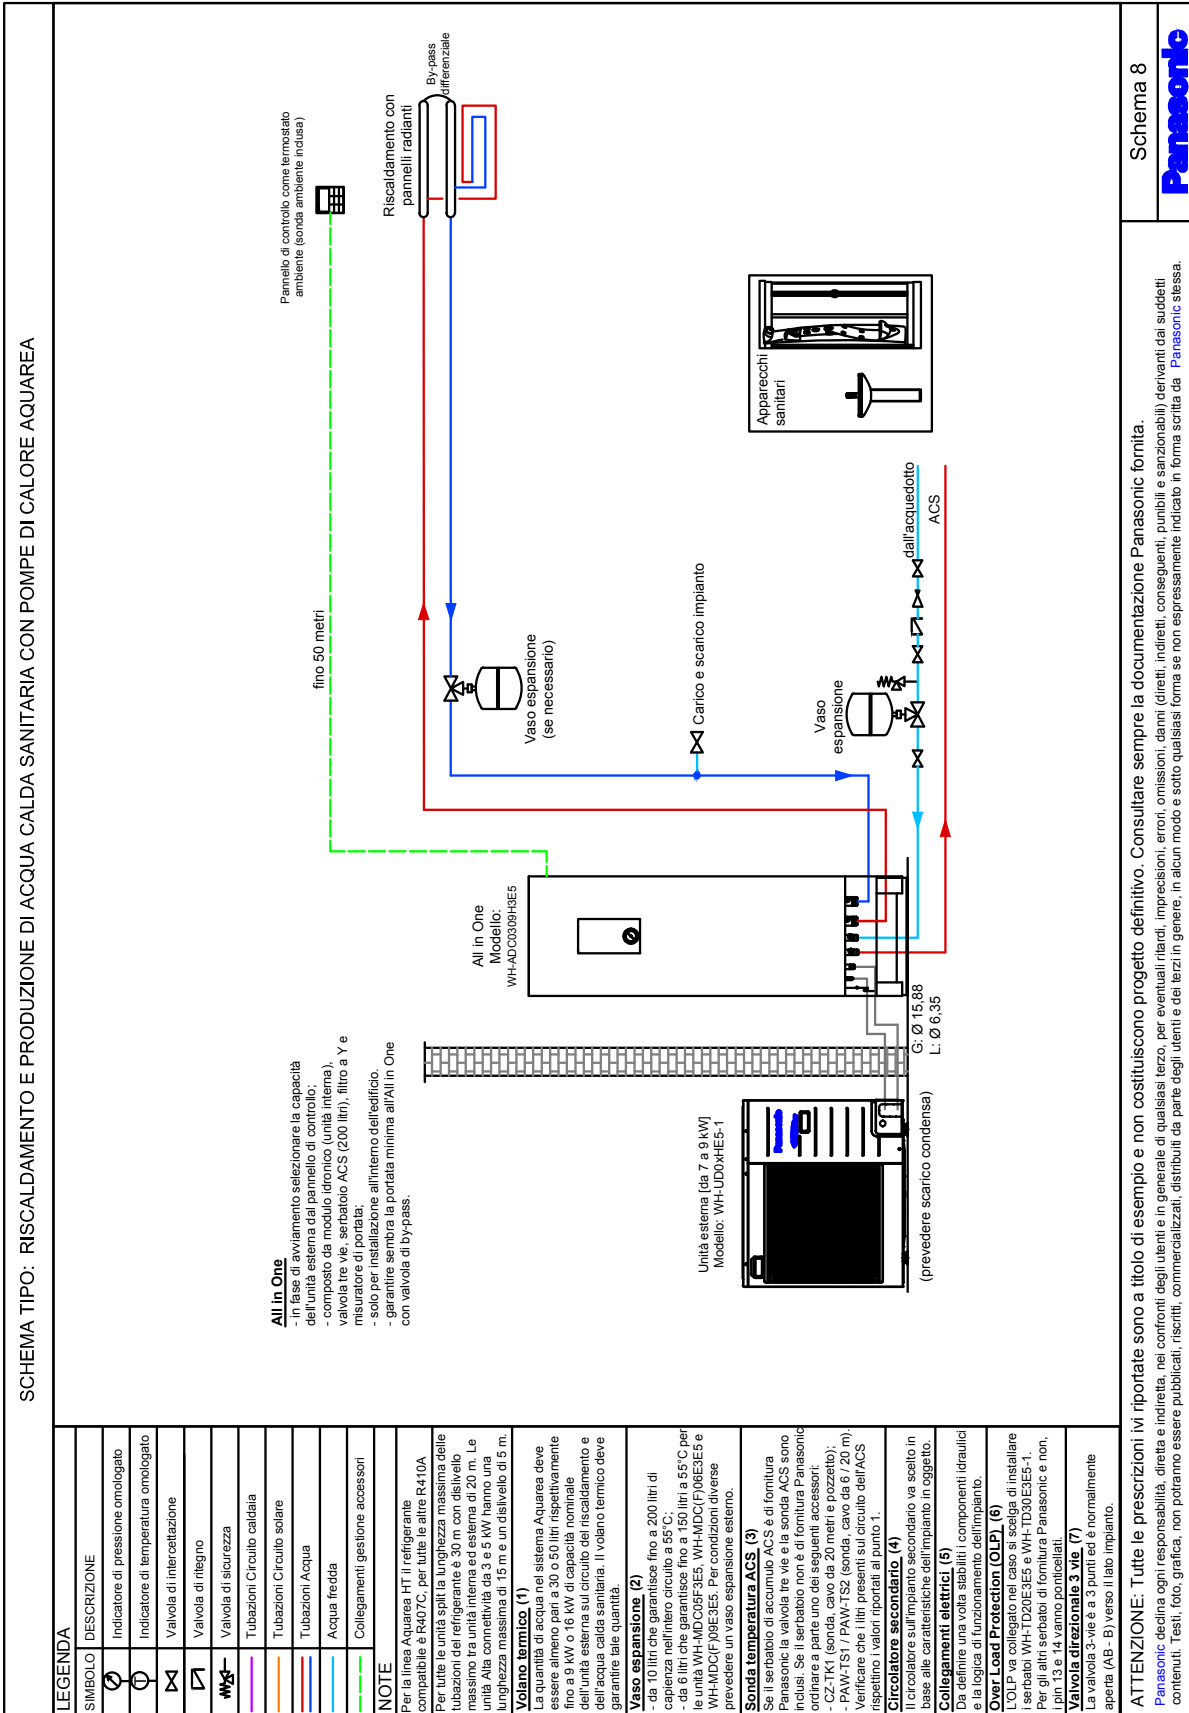 SCHEMA TIPO: RISCALDAMENTO E PRODUZIONE DI ACQUA CALDA SANITARIA CON POMPE DI CALORE AQUAREA
LEGENDA
SIMBOLO DESCRIZIONE
Indicatore di pressione omologato
Indicatore di temperatura omologato
Valvola di intercettazione
Valvola di ritegno
Valvola di sicurezza
Tubazioni Circuito caldaia
Tubazioni Circuito solare
Tubazioni Acqua
Acqua fredda
Collegamenti gestione accessori
NOTE
Per la linea Aquarea HT il refrigerante
compatibile è R407C, per tutte le altre R410A
Per tutte le unità split la lunghezza massima delle
tubazioni del refrigerante è 30 m con dislivello
massimo tra unità interna ed esterna di 20 m. Le
unità Alta connettività da 3 e 5 kW hanno una
lunghezza massima di 15 m e un dislivello di 5 m.
Volano termico (1)
La quantità di acqua nel sistema Aquarea deve
essere almeno pari a 30 o 50 litri rispettivamente
fino a 9 kW o 16 kW di capacità nominale
dell'unità esterna sul circuito del riscaldamento e
dell'acqua calda sanitaria. Il volano termico deve
garantire tale quantità.
Vaso espansione (2)
- da 10 litri che garantisce fino a 200 litri di
capienza nell'intero circuito a 55°C;
- da 6 litri che garantisce fino a 150 litri a 55°C per
le unità WH-MDC05F3E5, WH-MDC(F)06E3E5 e
WH-MDC(F)09E3E5. Per condizioni diverse
prevedere un vaso espansione esterno.
Sonda temperatura ACS (3)
Se il serbatoio di accumulo ACS è di fornitura
Panasonic la valvola tre vie e la sonda ACS sono
inclusi. Se il serbatoio non è di fornitura Panasonic
ordinare a parte uno dei seguenti accessori:
- CZ-TK1 (sonda, cavo da 20 metri e pozzetto);
- PAW-TS1 / PAW-TS2 (sonda, cavo da 6 / 20 m).
Verificare che i litri presenti sul circuito dell'ACS
rispettino i valori riportati al punto 1.
Circolatore secondario (4)
Il circolatore sull'impianto secondario va scelto in
base alle caratteristiche dell'impianto in oggetto.
Collegamenti elettrici (5)
Da definire una volta stabiliti i componenti idraulici
e la logica di funzionamento dell'impianto.
Over Load Protection (OLP) (6)
L'OLP va collegato nel caso si scelga di installare
i serbatoi WH-TD20E3E5 e WH-TD30E3E5-1.
Per gli altri serbatoi di fornitura Panasonic e non,
i pin 13 e 14 vanno ponticellati.
Valvola direzionale 3 vie (7)
La valvola 3-vie è a 3 punti ed è normalmente
aperta (AB - B) verso il lato impianto.
All in One
- in fase di avviamento selezionare la capacità
dell'unità esterna dal pannello di controllo;
- composto da modulo idronico (unità interna),
valvola tre vie, serbatoio ACS (200 litri), filtro a Y e
misuratore di portata;
- solo per installazione all'interno dell'edificio.
- garantire sembra la portata minima all'All in One
con valvola di by-pass.
Unità esterna [da 7 a 9 kW]
Modello: WH-UD0xHE5-1
Panasonic
(prevedere scarico condensa)
G: Ø 15,88
L: Ø 6,35
All in One
Modello:
WH-ADC0309H3E5
fino 50 metri
Pannello di controllo come termostato
ambiente (sonda ambiente inclusa)
Riscaldamento con
pannelli radianti
By-pass
differenziale
Vaso espansione
(se necessario)
Carico e scarico impianto
Vaso
espansione
dall'acquedotto
ACS
Apparecchi
sanitari
ATTENZIONE: Tutte le prescrizioni ivi riportate sono a titolo di esempio e non costituiscono progetto definitivo. Consultare sempre la documentazione Panasonic fornita.
Panasonic declina ogni responsabilità, diretta e indiretta, nei confronti degli utenti e in generale di qualsiasi terzo, per eventuali ritardi, imprecisioni, errori, omissioni, danni (diretti, indiretti, conseguenti, punibili e sanzionabili) derivanti dai suddetti
contenuti. Testi, foto, grafica, non potranno essere pubblicati, riscritti, commercializzati, distribuiti da parte degli utenti e dei terzi in genere, in alcun modo e sotto qualsiasi forma se non espressamente indicato in forma scritta da Panasonic stessa.
Schema 8
Panasonic